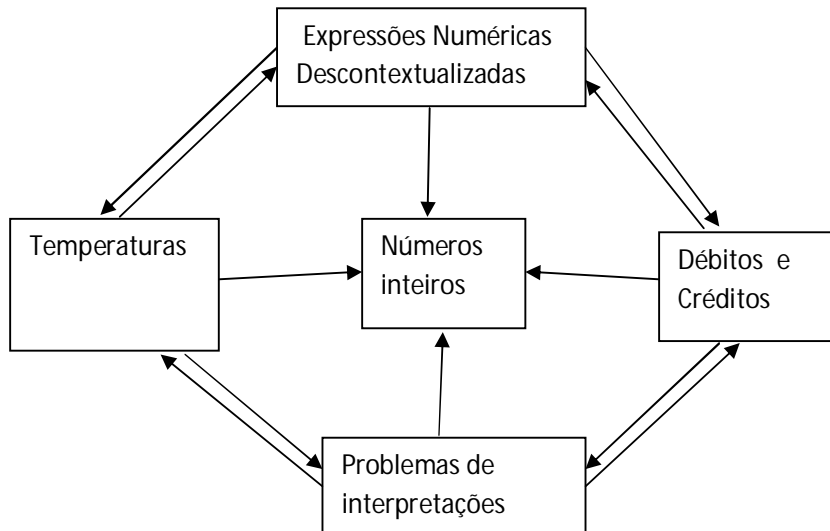 Expressões Numéricas
Descontextualizadas
Temperaturas
Números
inteiros
Débitos e
Créditos
Problemas de
interpretações